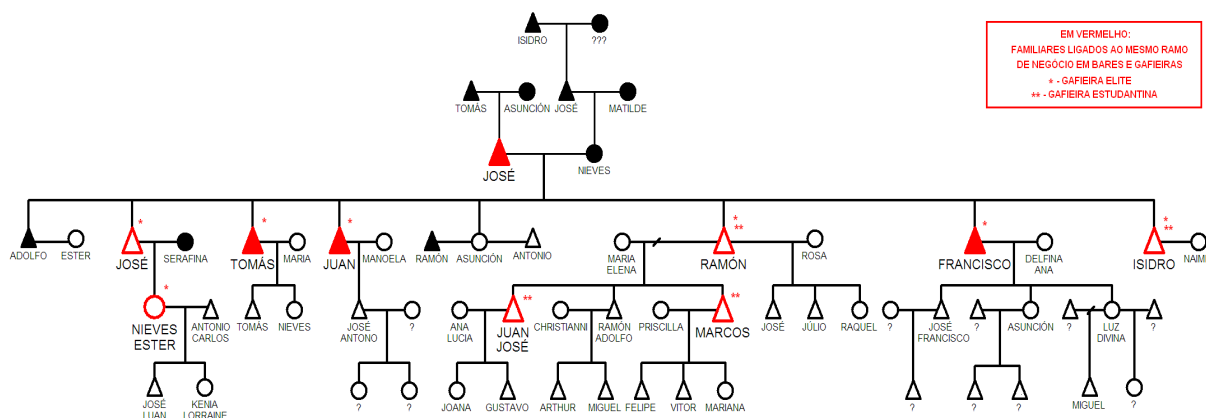 ISIDRO
???
EM VERMELHO:
FAMILIARES LIGADOS AO MESMO RAMO
DE NEGÓCIO EM BARES E GAFIEIRAS
* - GAFIEIRA ELITE
** - GAFIEIRA ESTUDANTINA
TOMÁS
ASUNCIÓN
JOSÉ
MATILDE
JOSÉ
NIEVES
*
*
*
*
**
*
*
**
ADOLFO
ESTER
JOSÉ
SERAFINA
TOMÁS
MARIA
JUAN
MANOELA
RAMÓN
ASUNCIÓN
ANTONIO
MARIA
ELENA
RAMÓN
ROSA
FRANCISCO
DELFINA
ANA
ISIDRO
NAIME
*
**
**
NIEVES
ESTER
ANTONIO
CARLOS
TOMÁS
NIEVES
JOSÉ
ANTONO
?
ANA
LUCIA
JUAN
JOSÉ
CHRISTIANNI
RAMÓN
ADOLFO
PRISCILLA
MARCOS
JOSÉ
JÚLIO
RAQUEL
?
JOSÉ
FRANCISCO
?
ASUNCIÓN
?
LUZ
DIVINA
?
JOSÉ
LUAN
KENIA
LORRAINE
?
?
JOANA
GUSTAVO
ARTHUR
MIGUEL
FELIPE
VITOR
MARIANA
?
?
?
MIGUEL
?